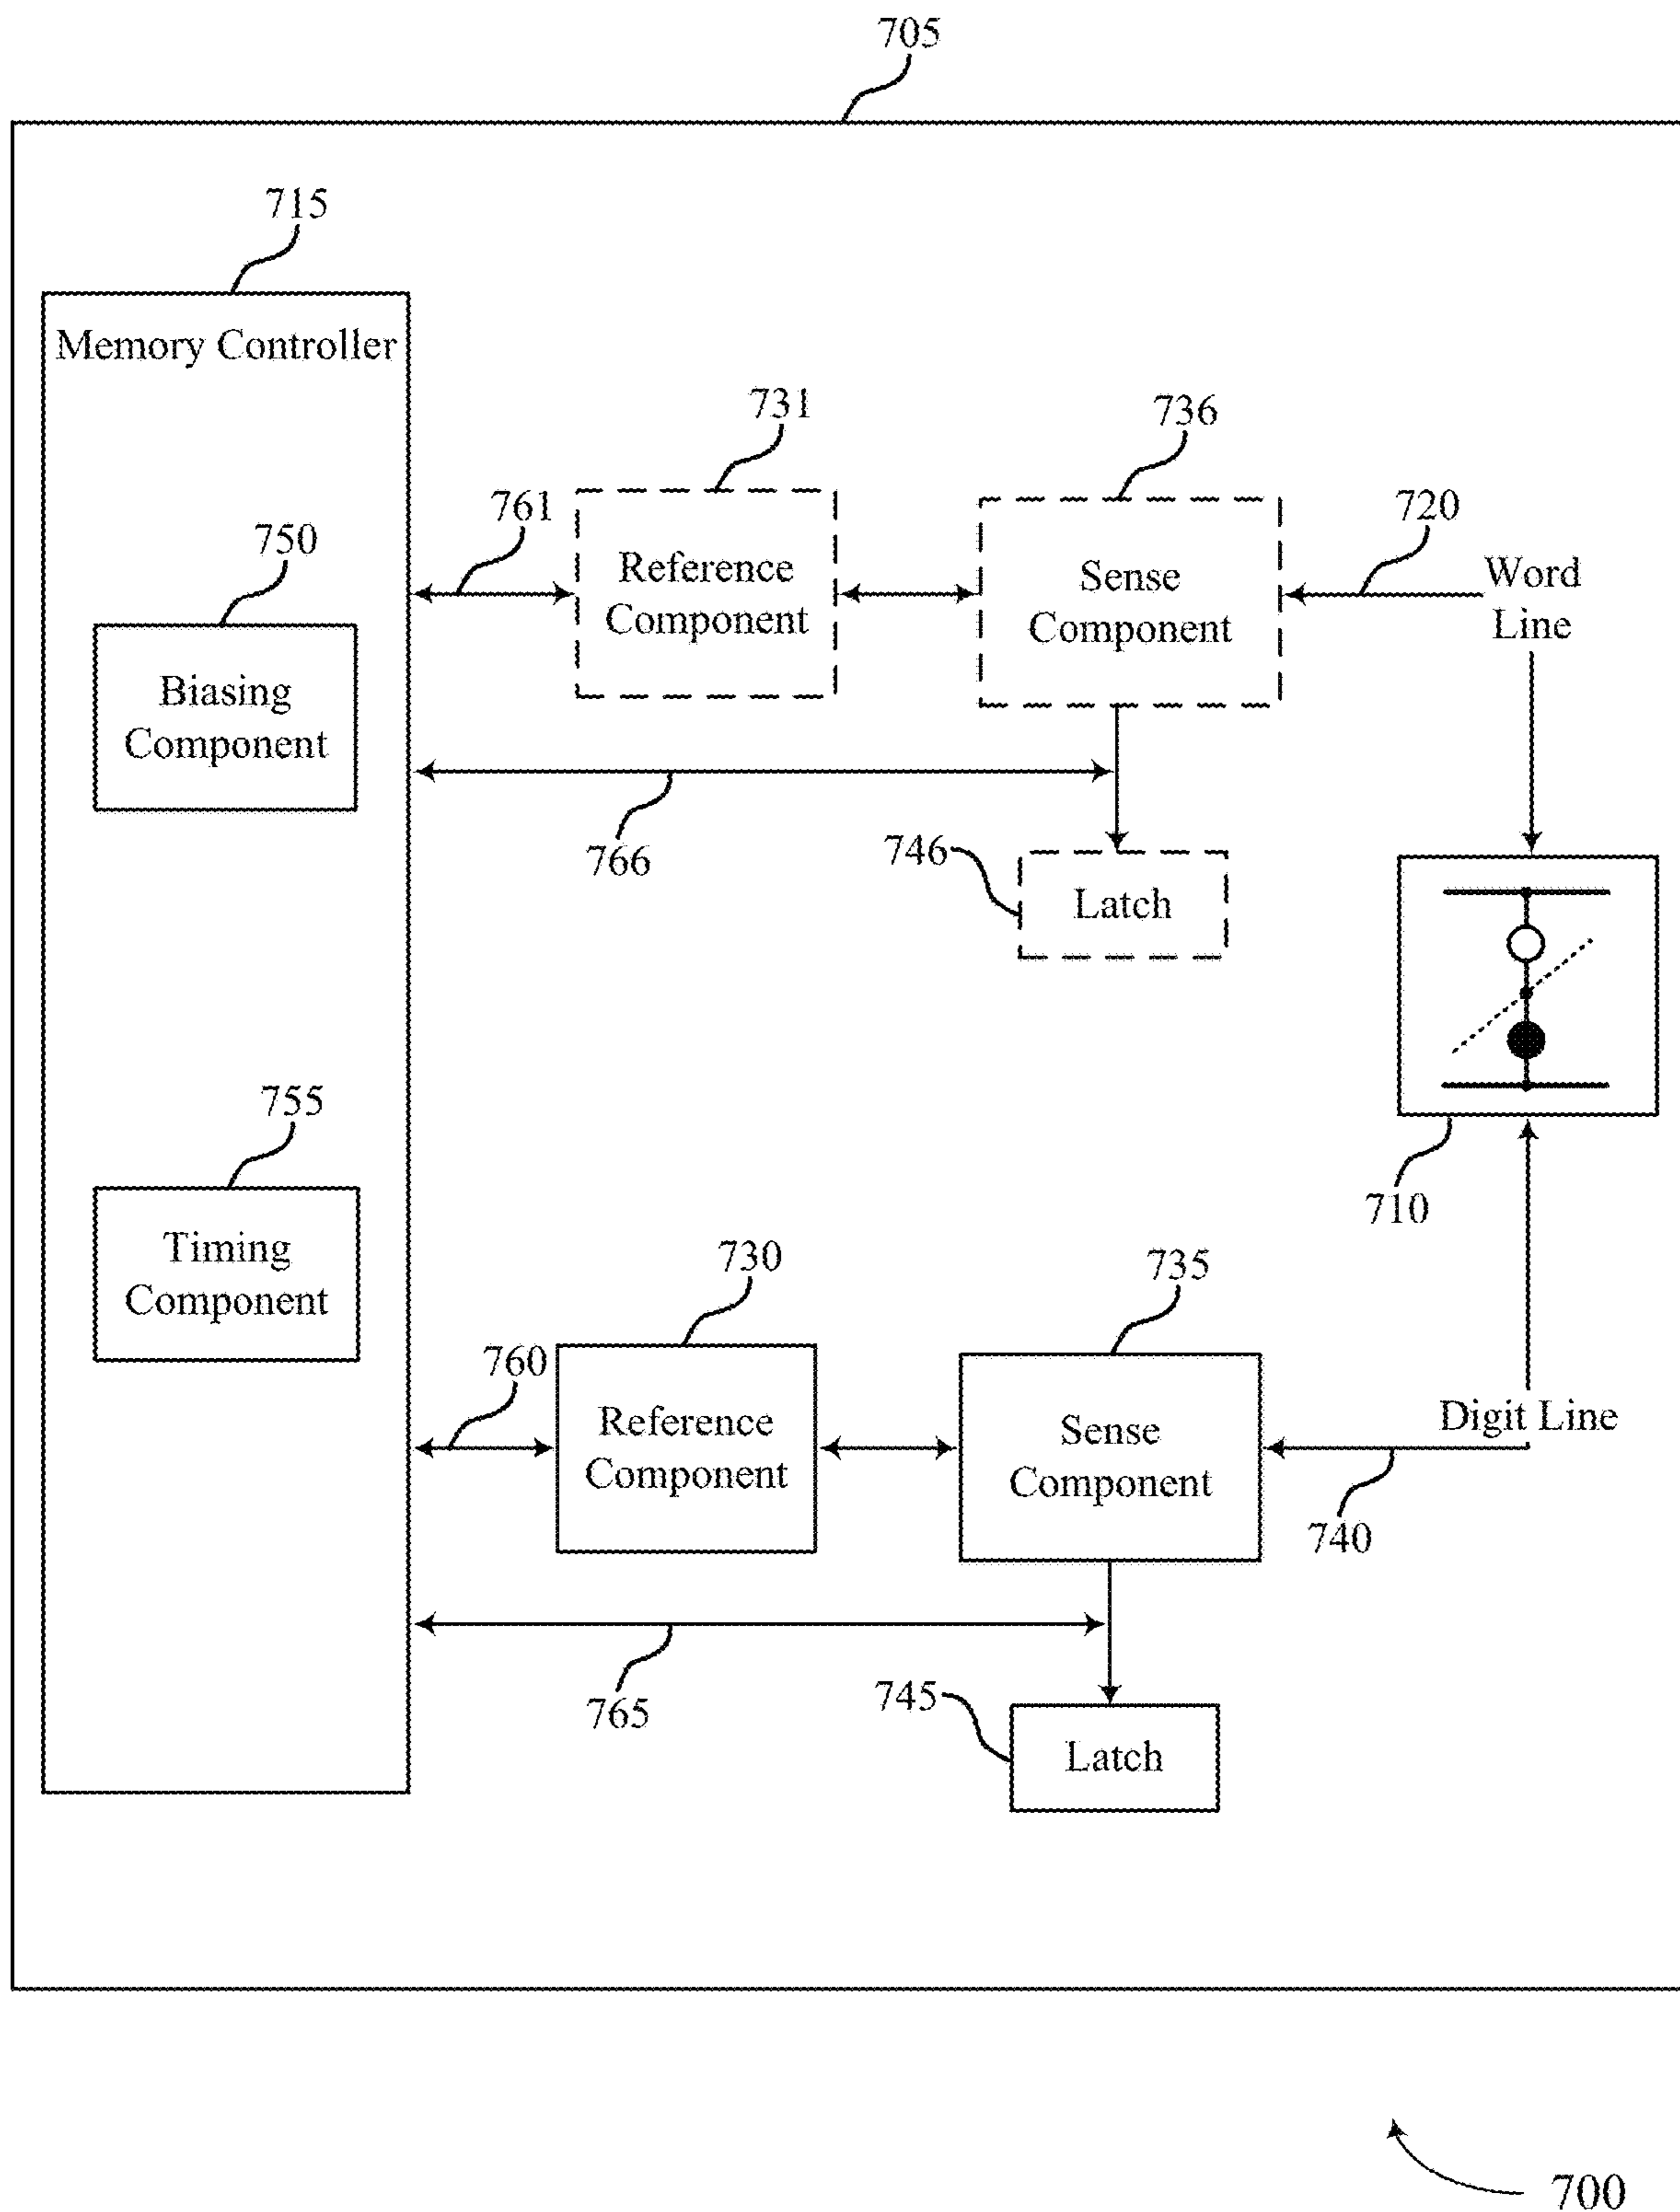 705
715
Memory Controller
731
736
761
720
750
Reference
Component
Sense
Component
Word
Line
Biasing
Component
766
746
Latch
755
710
Timing
Component
730
735
760
Reference
Component
Sense
Component
Digit Line
740
765
745
Latch
700